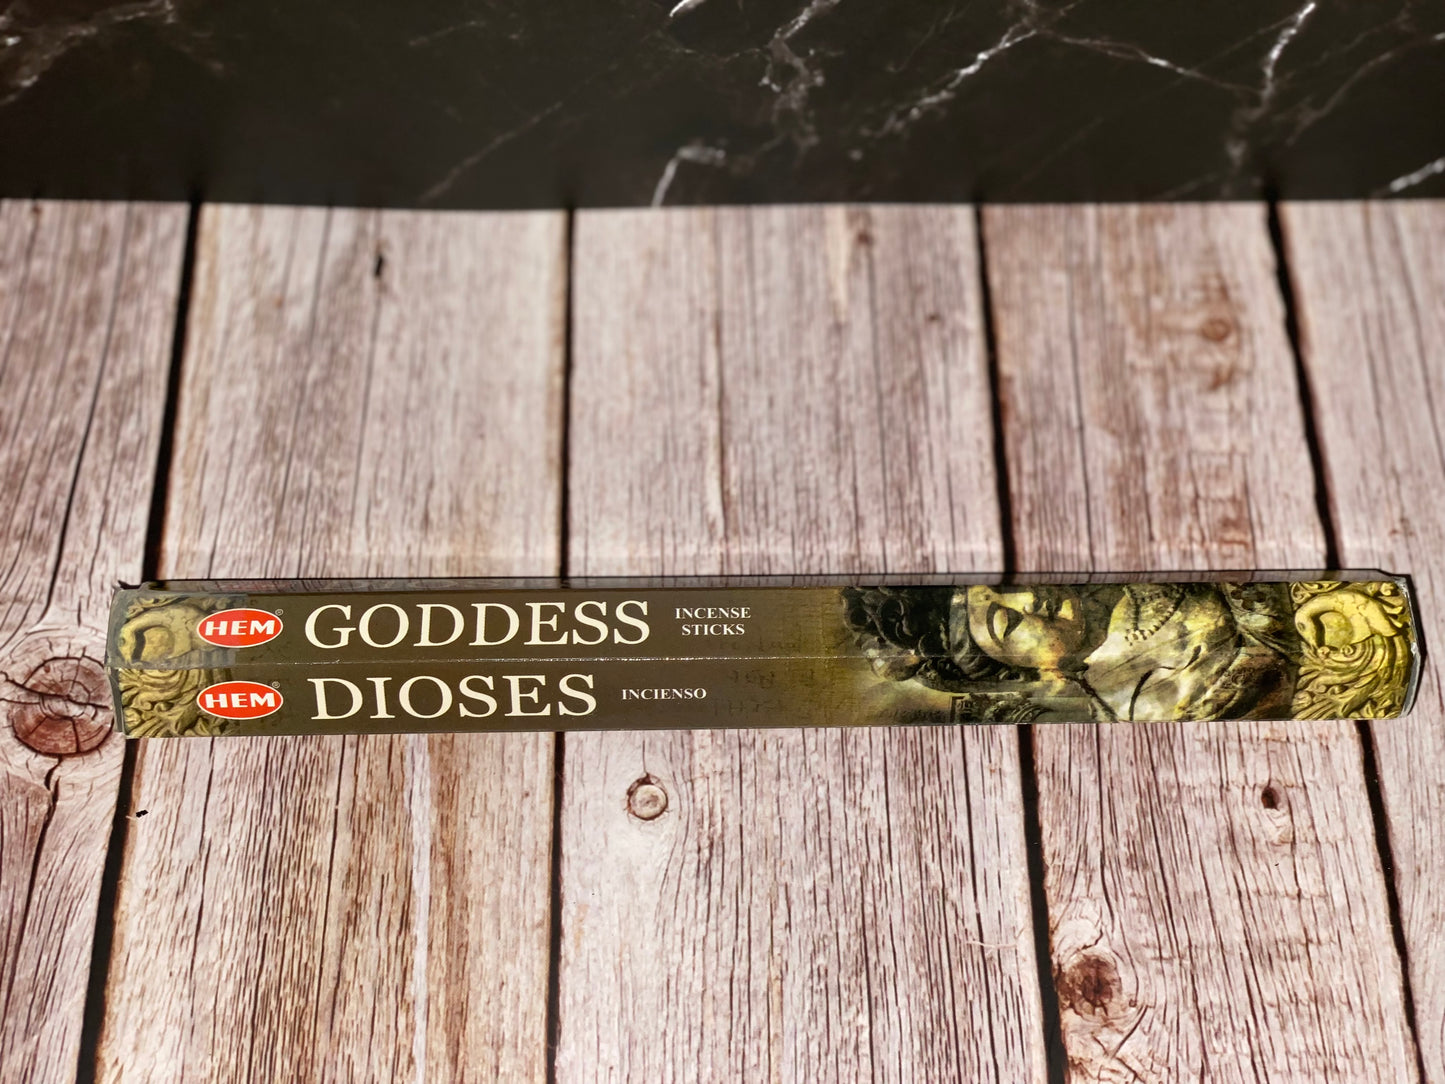 HEM® GODDESS INCENSE
STICKS
HEM® DIOSES INCIENSO